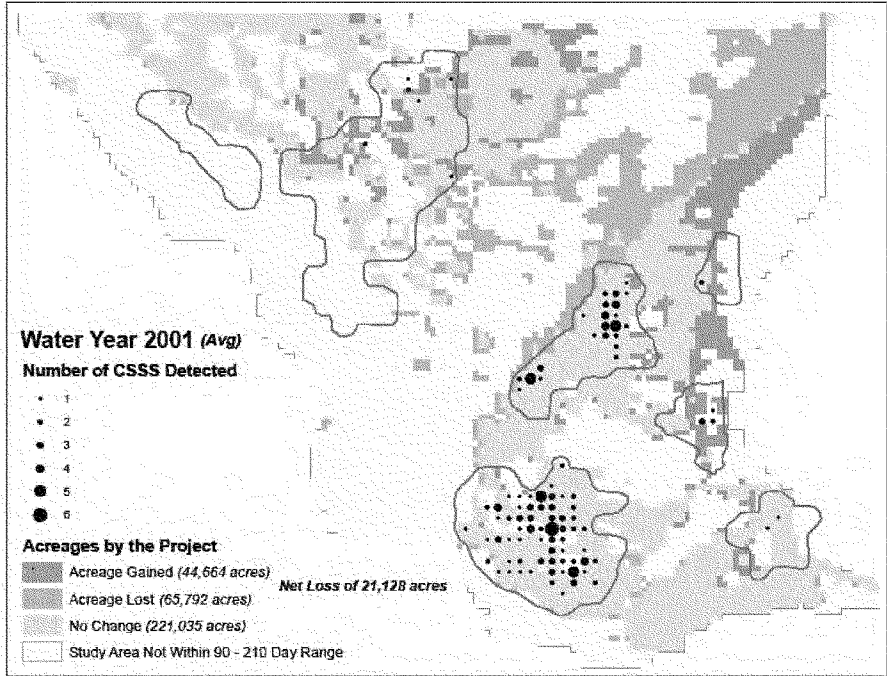 Water Year 2001 (Avg)
Number of CSSS Detected
1
2
3
4
5
6
Acreages by the Project
Acreage Gained (44,664 acres)
Net Loss of 21,128 acres
Acreage Lost (65,792 acres)
No Change (221,035 acres)
Study Area Not Within 90 - 210 Day Range